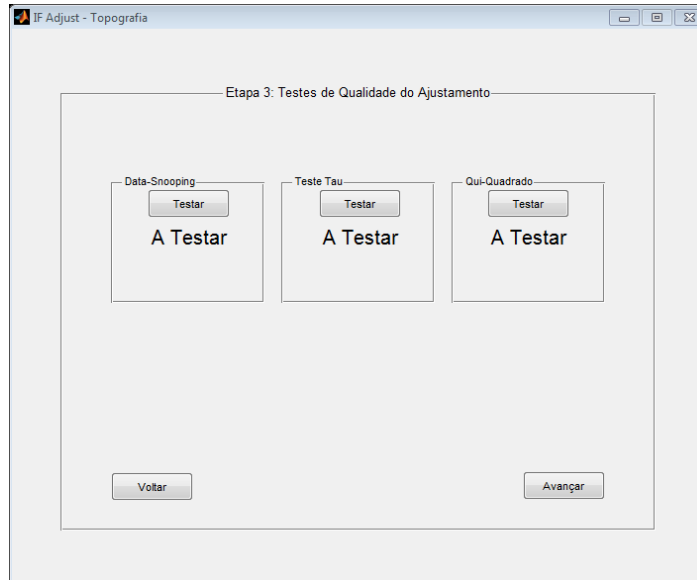 IF Adjust - Topografia
Etapa 3: Testes de Qualidade do Ajustamento
Data-Snooping
Teste Tau
Qui-Quadrado
Testar
Testar
Testar
A Testar
A Testar
A Testar
Voltar
Avançar